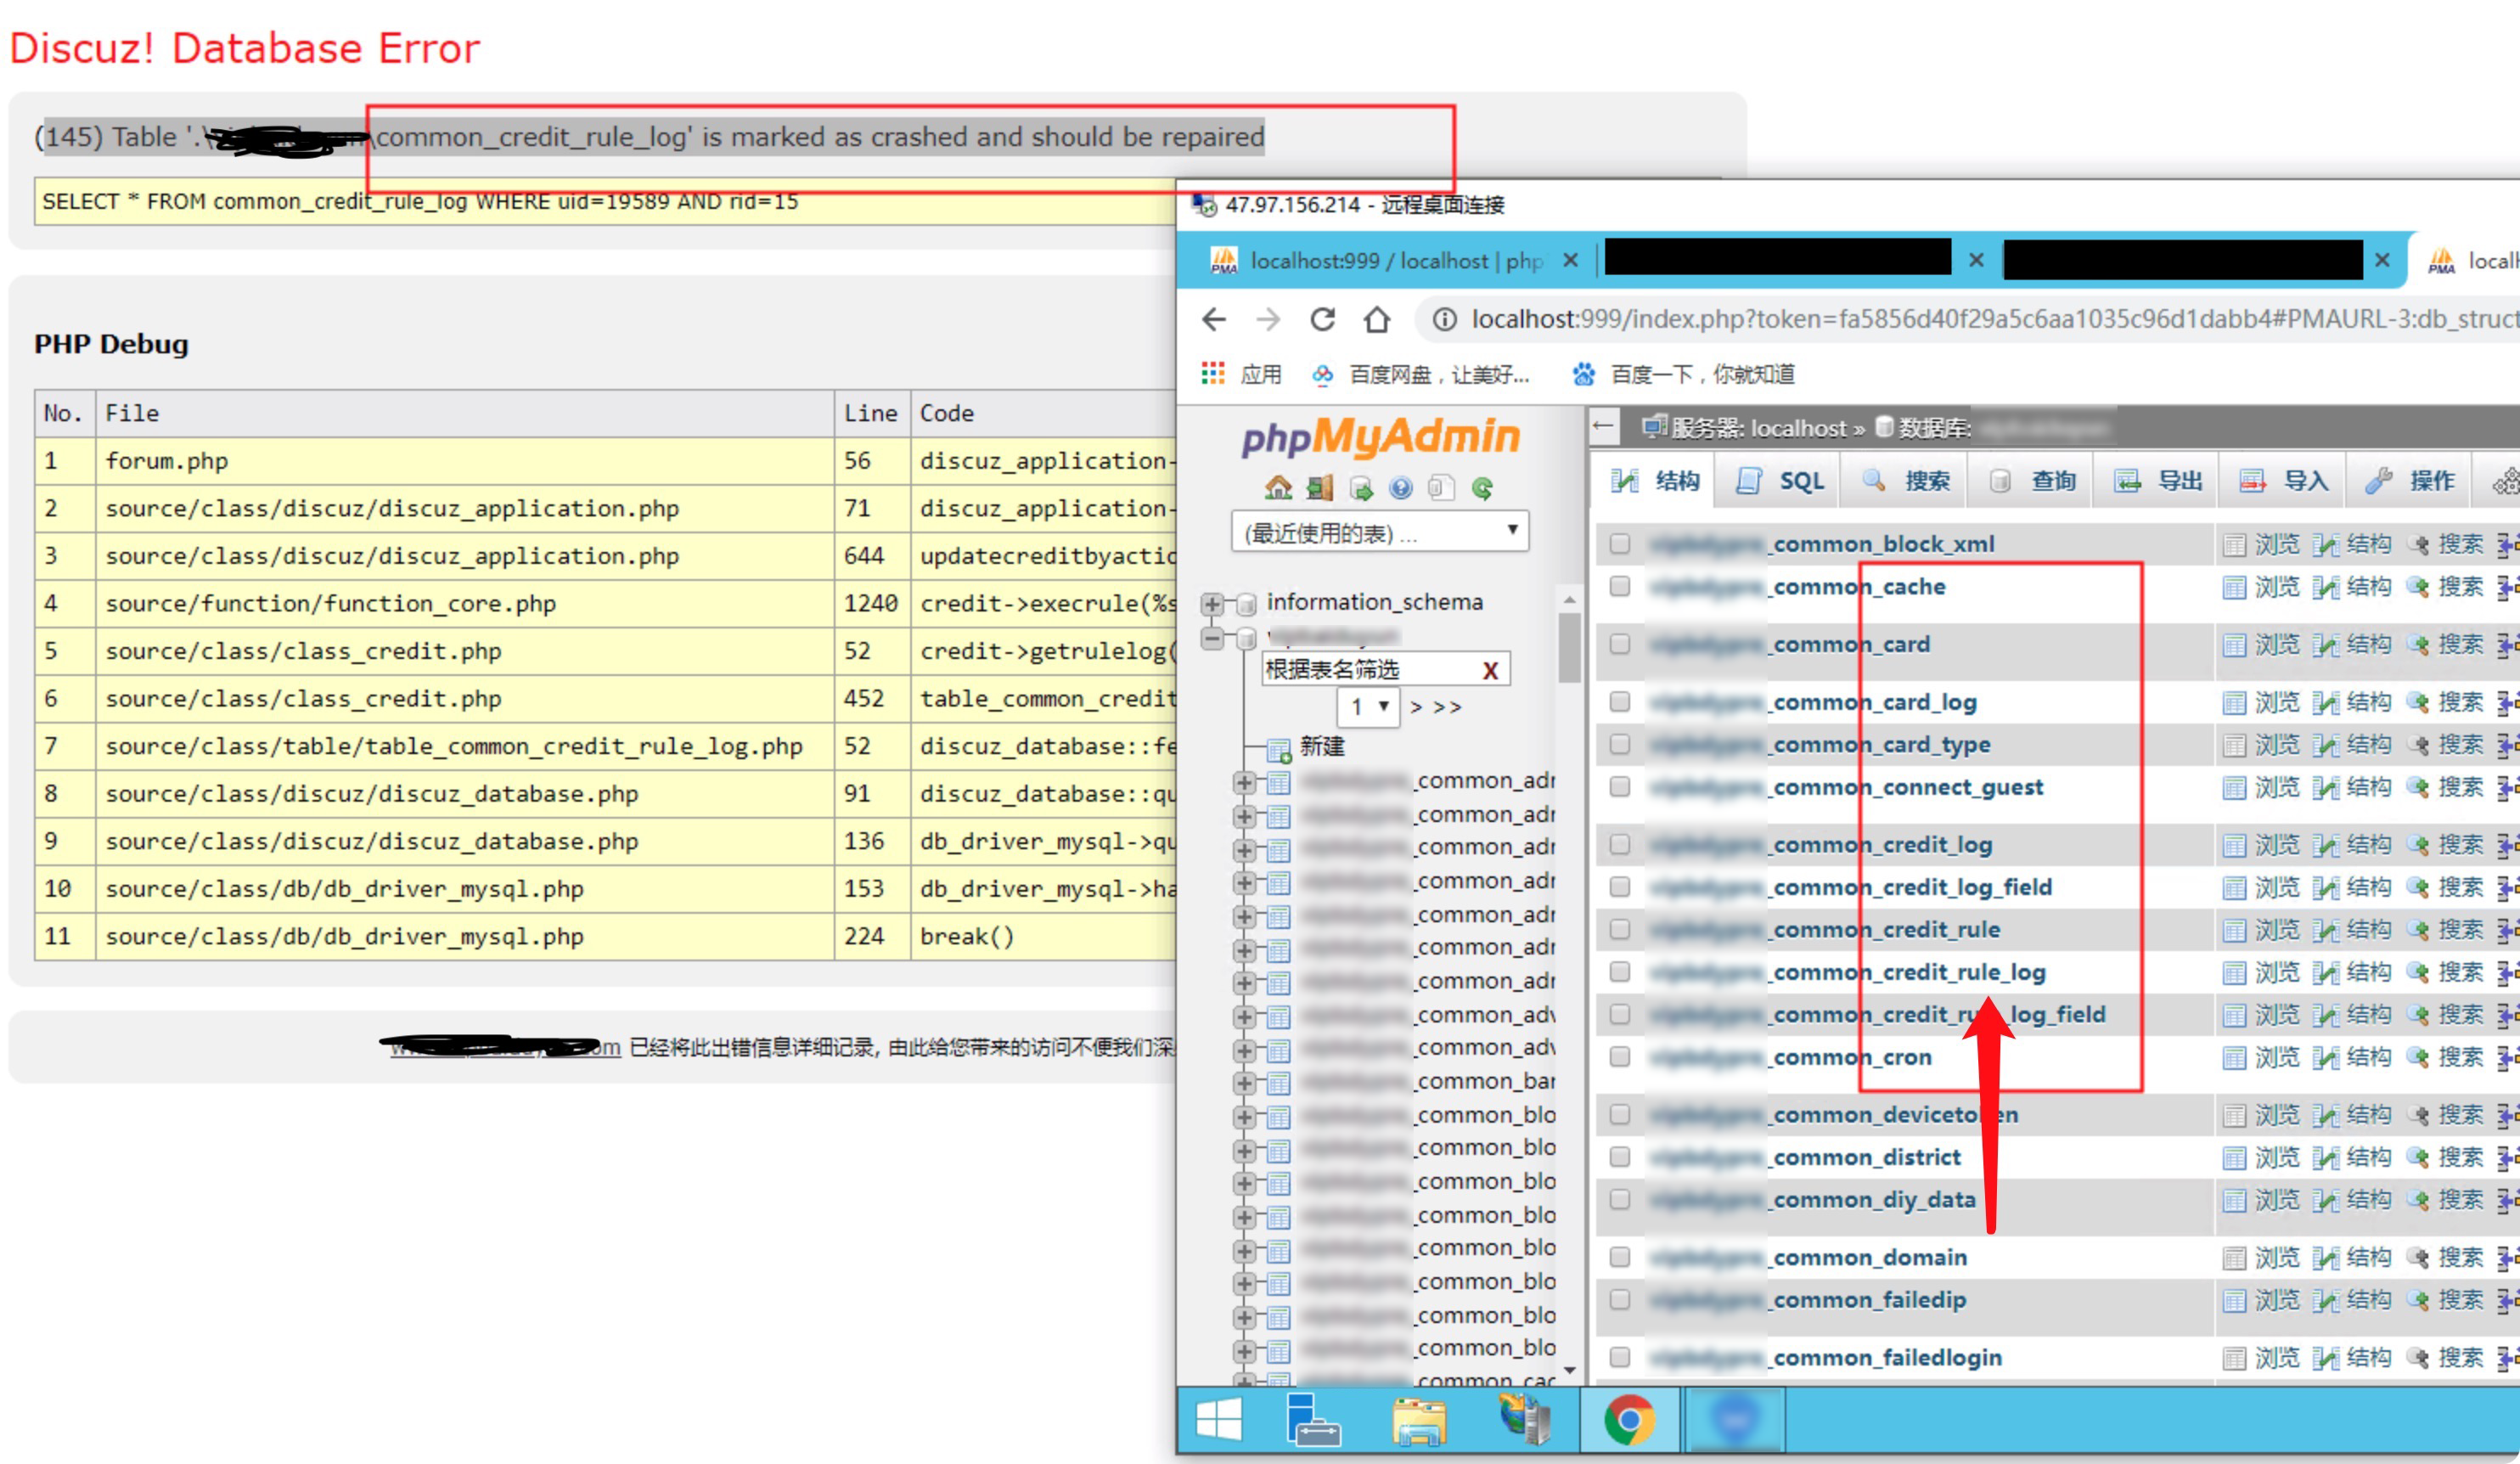 Discuz! Database Error
(145) Table '.\ \common_credit_rule_log' is marked as crashed and should be repaired
SELECT * FROM common_credit_rule_log WHERE uid=19589 AND rid=15
PHP Debug
No. File Line Code
1 forum.php 56 discuz_application-
2 source/class/discuz/discuz_application.php 71 discuz_application-
3 source/class/discuz/discuz_application.php 644 updatecreditbyactio
4 source/function/function_core.php 1240 credit->execrule(%s
5 source/class/class_credit.php 52 credit->getrulelog(
6 source/class/class_credit.php 452 table_common_credit
7 source/class/table/table_common_credit_rule_log.php 52 discuz_database::fe
8 source/class/discuz/discuz_database.php 91 discuz_database::qu
9 source/class/discuz/discuz_database.php 136 db_driver_mysql->qu
10 source/class/db/db_driver_mysql.php 153 db_driver_mysql->ha
11 source/class/db/db_driver_mysql.php 224 break()
已经将此出错信息详细记录, 由此给您带来的访问不便我们深
47.97.156.214 - 远程桌面连接
localhost:999 / localhost | php
localh
localhost:999/index.php?token=fa5856d40f29a5c6aa1035c96d1dabb4#PMAURL-3:db_struct
应用 百度网盘，让美好... 百度一下，你就知道
phpMyAdmin
(最近使用的表) ...
information_schema
根据表名筛选 X
1 > >>
新建
_common_adr
_common_adr
_common_adr
_common_adr
_common_adr
_common_adr
_common_adr
_common_adv
_common_adv
_common_bar
_common_blo
_common_blo
_common_blo
_common_blo
_common_blo
_common_blo
_common_blo
_common_blo
_common_cac
服务器: localhost » 数据库:
结构 SQL 搜索 查询 导出 导入 操作
_common_block_xml 浏览 结构 搜索
_common_cache 浏览 结构 搜索
_common_card 浏览 结构 搜索
_common_card_log 浏览 结构 搜索
_common_card_type 浏览 结构 搜索
_common_connect_guest 浏览 结构 搜索
_common_credit_log 浏览 结构 搜索
_common_credit_log_field 浏览 结构 搜索
_common_credit_rule 浏览 结构 搜索
_common_credit_rule_log 浏览 结构 搜索
_common_credit_ru _log_field 浏览 结构 搜索
_common_cron 浏览 结构 搜索
_common_deviceto en 浏览 结构 搜索
_common_district 浏览 结构 搜索
_common_diy_data 浏览 结构 搜索
_common_domain 浏览 结构 搜索
_common_failedip 浏览 结构 搜索
_common_failedlogin 浏览 结构 搜索